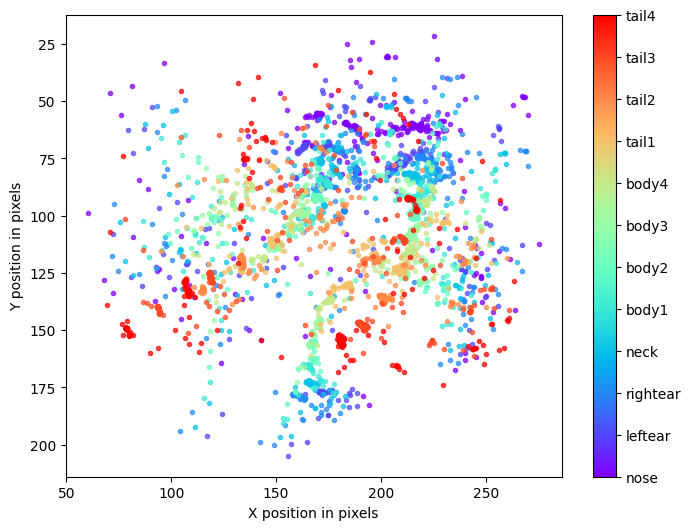 25
50
75
100
125
150
175
200
Y position in pixels
50
100
150
200
250
X position in pixels
tail4
tail3
tail2
tail1
body4
body3
body2
body1
neck
rightear
leftear
nose